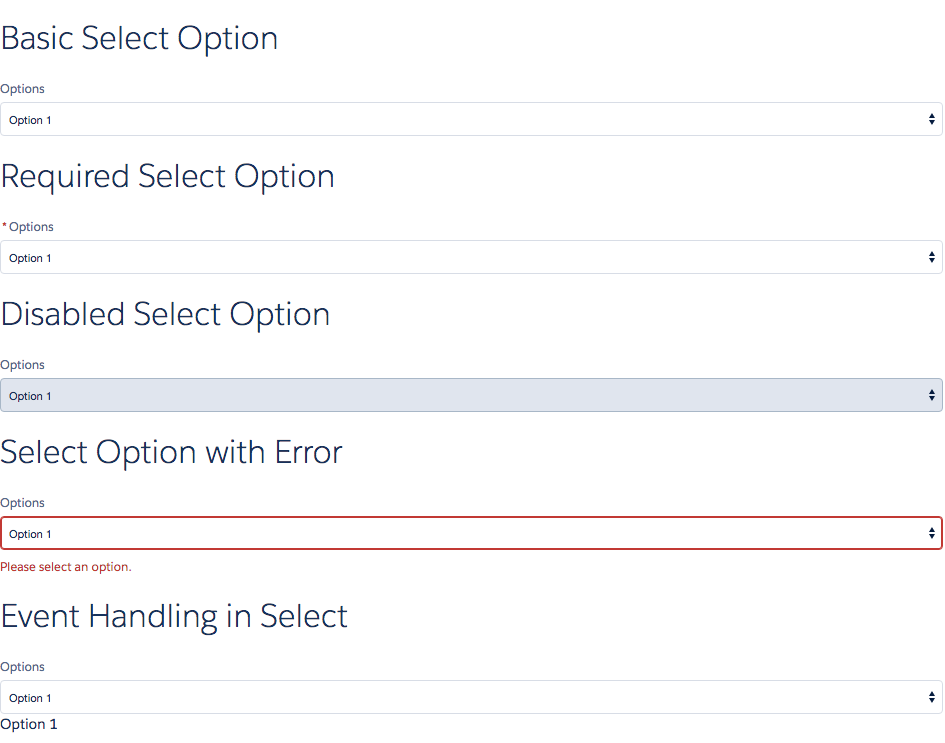 Basic Select Option
Options
Option 1
Required Select Option
* Options
Option 1
Disabled Select Option
Options
Option 1
Select Option with Error
Options
Option 1
Please select an option.
Event Handling in Select
Options
Option 1
Option 1